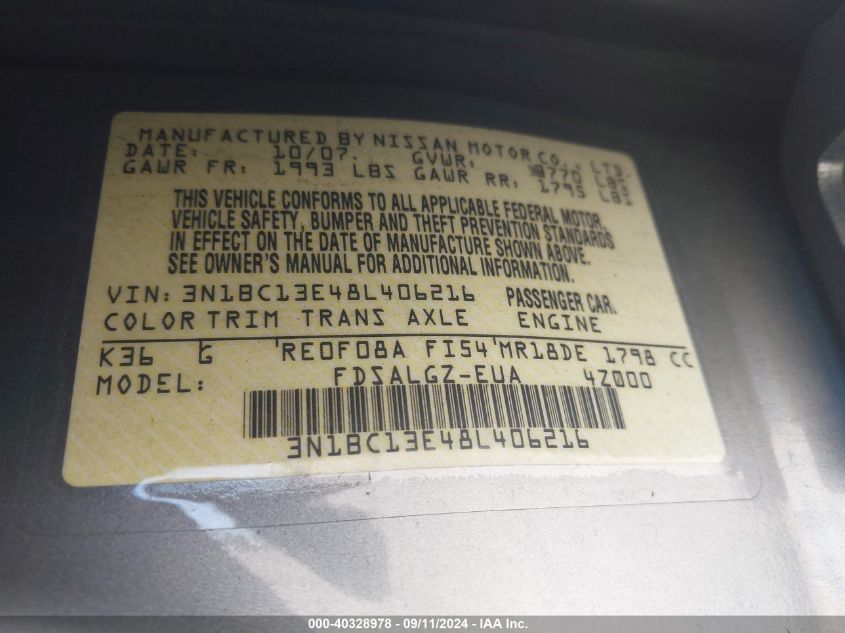 MANUFACTURED BY NISSAN MOTOR CO., LTD
DATE: 10/07. GVWR: 3770 LBS
GAWR FR: 1993 LBS GAWR RR: 1795 LBS
THIS VEHICLE CONFORMS TO ALL APPLICABLE FEDERAL MOTOR
VEHICLE SAFETY, BUMPER AND THEFT PREVENTION STANDARDS
IN EFFECT ON THE DATE OF MANUFACTURE SHOWN ABOVE.
SEE OWNER'S MANUAL FOR ADDITIONAL INFORMATION.
VIN: 3N1BC13E48L406216 PASSENGER CAR.
COLOR TRIM TRANS AXLE ENGINE
K36 G RE0F08A FI54 MR18DE 1798 CC
MODEL: FDSALGZ-EUA 4Z000
3N1BC13E48L406216
000-40328978 - 09/11/2024 - IAA Inc.